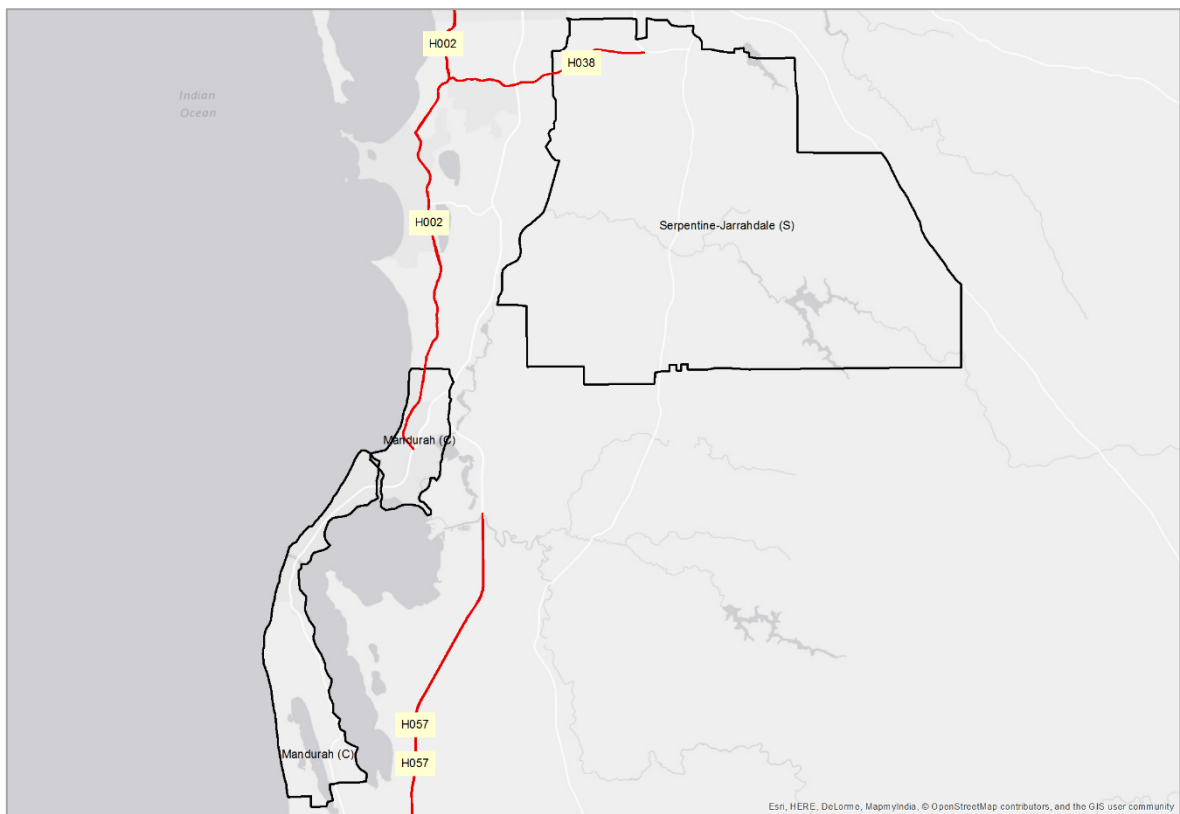 H002
H038
Indian
Ocean
H002
Serpentine-Jarrahdale (S)
Mandurah (C)
H057
Mandurah (C)
H057
Esri, HERE, DeLorme, MapmyIndia, © OpenStreetMap contributors, and the GIS user community